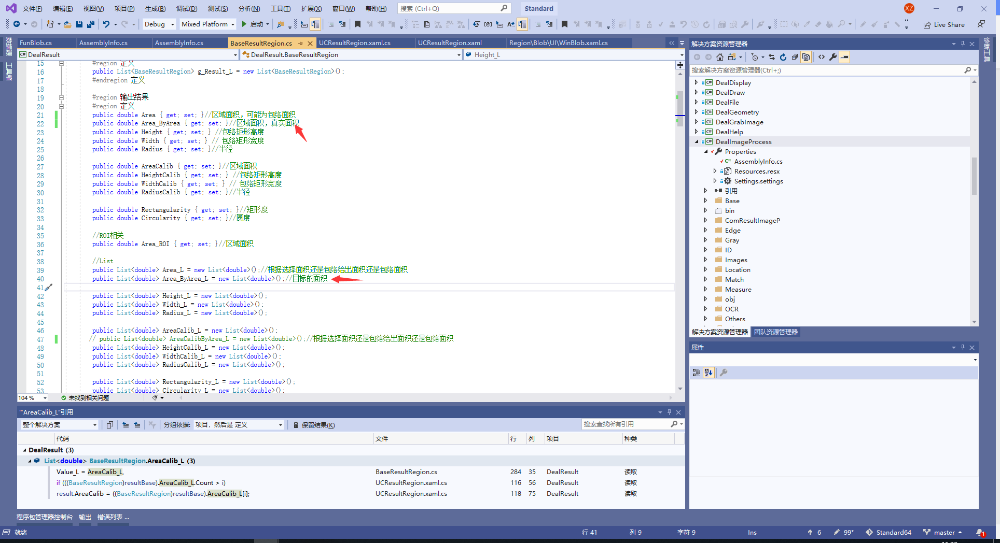 文件(F) 编辑(E) 视图(V) 项目(P) 生成(B) 调试(D) 测试(S) 分析(N) 工具(T) 扩展(X) 窗口(W) 帮助(H) 搜索 (Ctrl+Q) Standard XZ
Debug Mixed Platform 启动 Live Share
数据源
工具箱
FunBlob.cs AssemblyInfo.cs AssemblyInfo.cs BaseResultRegion.cs UCResultRegion.xaml.cs UCResultRegion.xaml Region\Blob\UI\WinBlob.xaml.cs
DealResult DealResult.BaseResultRegion Height_L
15 #region 定义
16 public List<BaseResultRegion> g_Result_L = new List<BaseResultRegion>();
17 #endregion 定义
18
19 #region 输出结果
20 #region 定义
21 public double Area { get; set; }//区域面积，可能为包络面积
22 public double Area_ByArea { get; set; }//区域面积，真实面积
23 public double Height { get; set; } //包络矩形高度
24 public double Width { get; set; } // 包络矩形宽度
25 public double Radius { get; set; }//半径
26
27 public double AreaCalib { get; set; }//区域面积
28 public double HeightCalib { get; set; } //包络矩形高度
29 public double WidthCalib { get; set; } // 包络矩形宽度
30 public double RadiusCalib { get; set; }//半径
31
32 public double Rectangularity { get; set; }//矩形度
33 public double Circularity { get; set; }//圆度
34
35 //ROI相关
36 public double Area_ROI { get; set; }//区域面积
37
38 //List
39 public List<double> Area_L = new List<double>();//根据选择面积还是包络给出面积还是包络面积
40 public List<double> Area_ByArea_L = new List<double>();//目标的面积
41
42 public List<double> Height_L = new List<double>();
43 public List<double> Width_L = new List<double>();
44 public List<double> Radius_L = new List<double>();
45
46 public List<double> AreaCalib_L = new List<double>();
47 // public List<double> AreaCalibByArea_L = new List<double>();//根据选择面积还是包络给出面积还是包络面积
48 public List<double> HeightCalib_L = new List<double>();
49 public List<double> WidthCalib_L = new List<double>();
50 public List<double> RadiusCalib_L = new List<double>();
51
52 public List<double> Rectangularity_L = new List<double>();
53 public List<double> Circularity_L = new List<double>();
104 % 未找到相关问题
"AreaCalib_L"引用
整个解决方案 分组依据: 项目，然后是 定义 保留结果(K) 搜索查找所有引用
代码 文件 行 列 项目 种类
DealResult (3)
List<double> BaseResultRegion.AreaCalib_L (3)
Value_L = AreaCalib_L, BaseResultRegion.cs 284 35 DealResult 读取
if (((BaseResultRegion)resultBase).AreaCalib_L.Count > i) UCResultRegion.xaml.cs 116 56 DealResult 读取
result.AreaCalib = ((BaseResultRegion)resultBase).AreaCalib_L[i]; UCResultRegion.xaml.cs 118 75 DealResult 读取
解决方案资源管理器
搜索解决方案资源管理器(Ctrl+;)
DealDisplay
DealDraw
DealFile
DealGeometry
DealGrabImage
DealHelp
DealImageProcess
Properties
AssemblyInfo.cs
Resources.resx
Settings.settings
引用
Base
bin
ComResultImageP
Edge
Gray
ID
Images
Location
Match
Measure
obj
OCR
Others
解决方案资源管理器 团队资源管理器
属性
诊断工具
程序包管理器控制台 输出 错误列表 ...
就绪 行 41 列 9 字符 9 Ins 6 99* Standard64 master 1